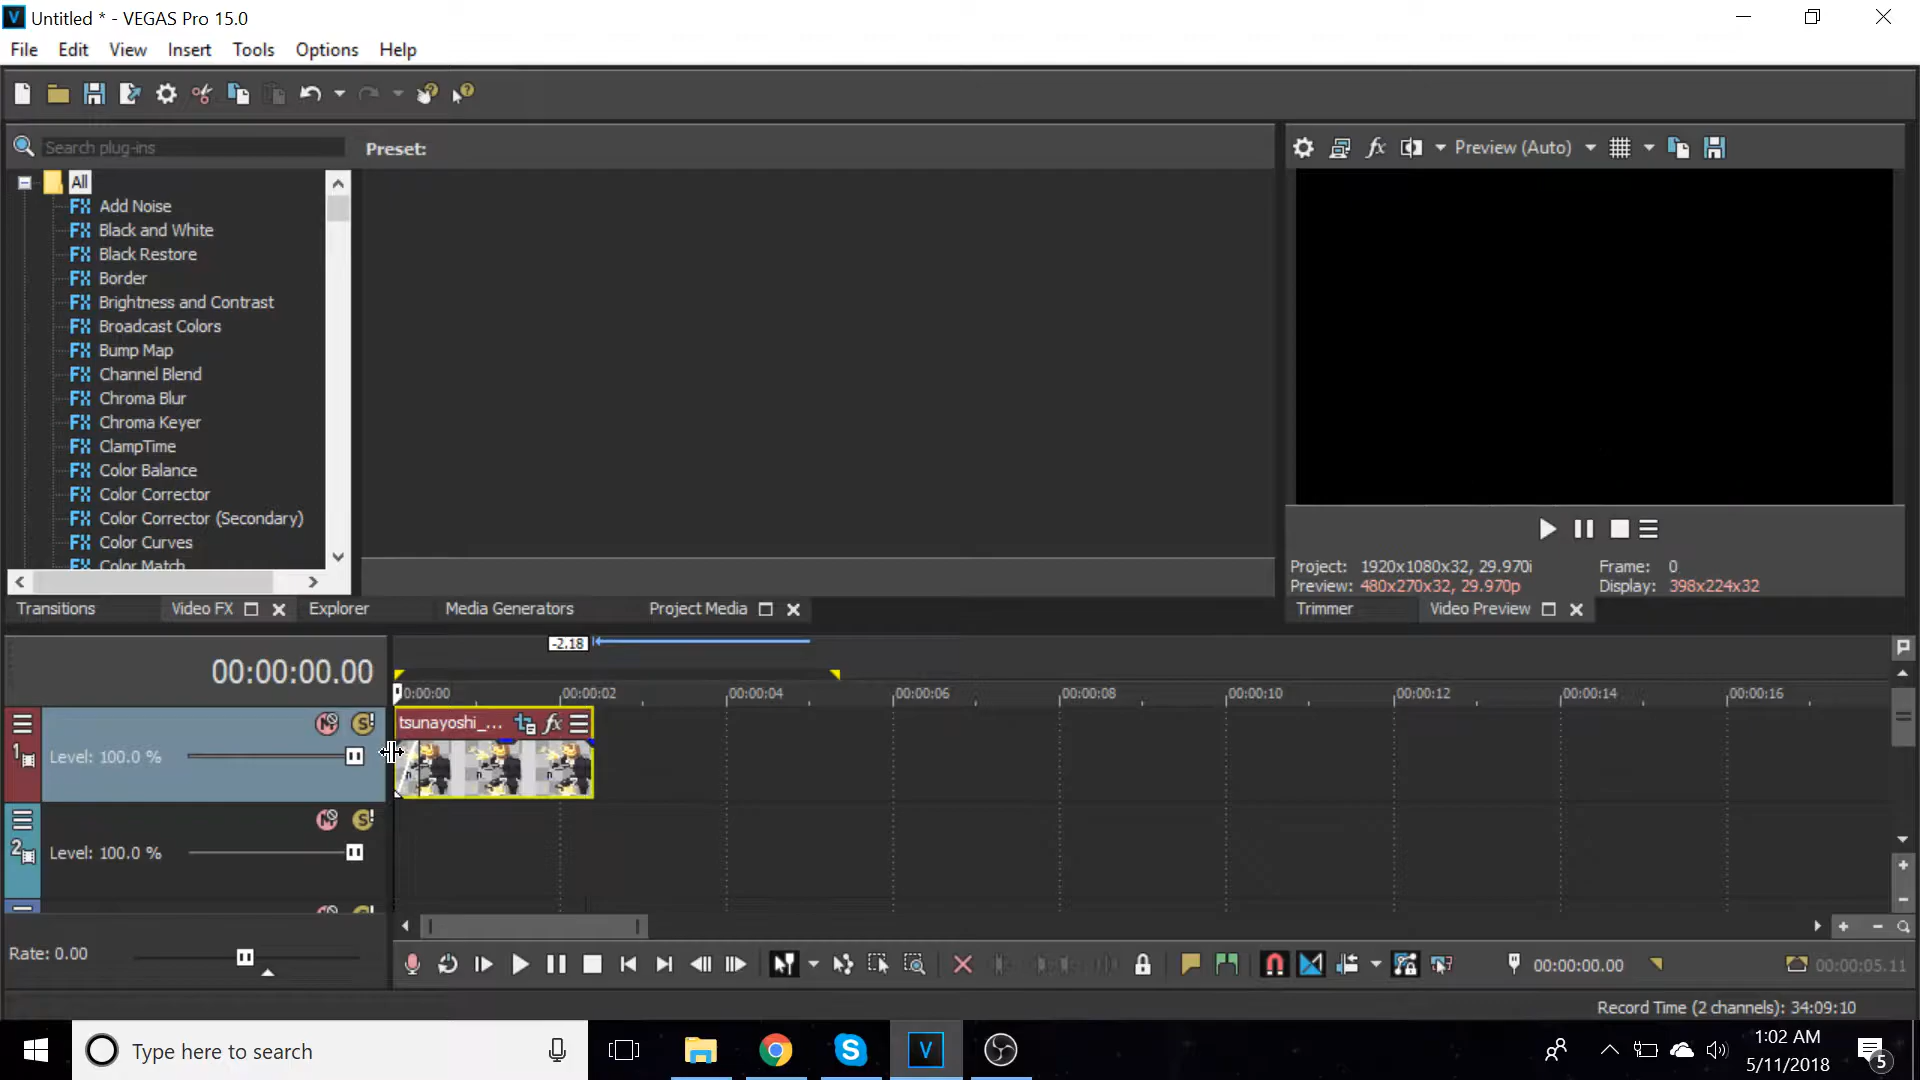 Untitled * - VEGAS Pro 15.0
File Edit View Insert Tools Options Help
Search plug-ins
Preset:
Preview (Auto)
All
Add Noise
Black and White
Black Restore
Border
Brightness and Contrast
Broadcast Colors
Bump Map
Channel Blend
Chroma Blur
Chroma Keyer
ClampTime
Color Balance
Color Corrector
Color Corrector (Secondary)
Color Curves
Color Match
Project: 1920x1080x32, 29.970i Frame: 0
Preview: 480x270x32, 29.970p Display: 398x224x32
Transitions Video FX Explorer Media Generators Project Media Trimmer Video Preview
-2.18
00:00:00.00
0:00:00 00:00:02 00:00:04 00:00:06 00:00:08 00:00:10 00:00:12 00:00:14 00:00:16
tsunayoshi_... fx
1
Level: 100.0 %
2
Level: 100.0 %
Rate: 0.00
00:00:00.00 00:00:05.11
Record Time (2 channels): 34:09:10
Type here to search
1:02 AM
5/11/2018
5